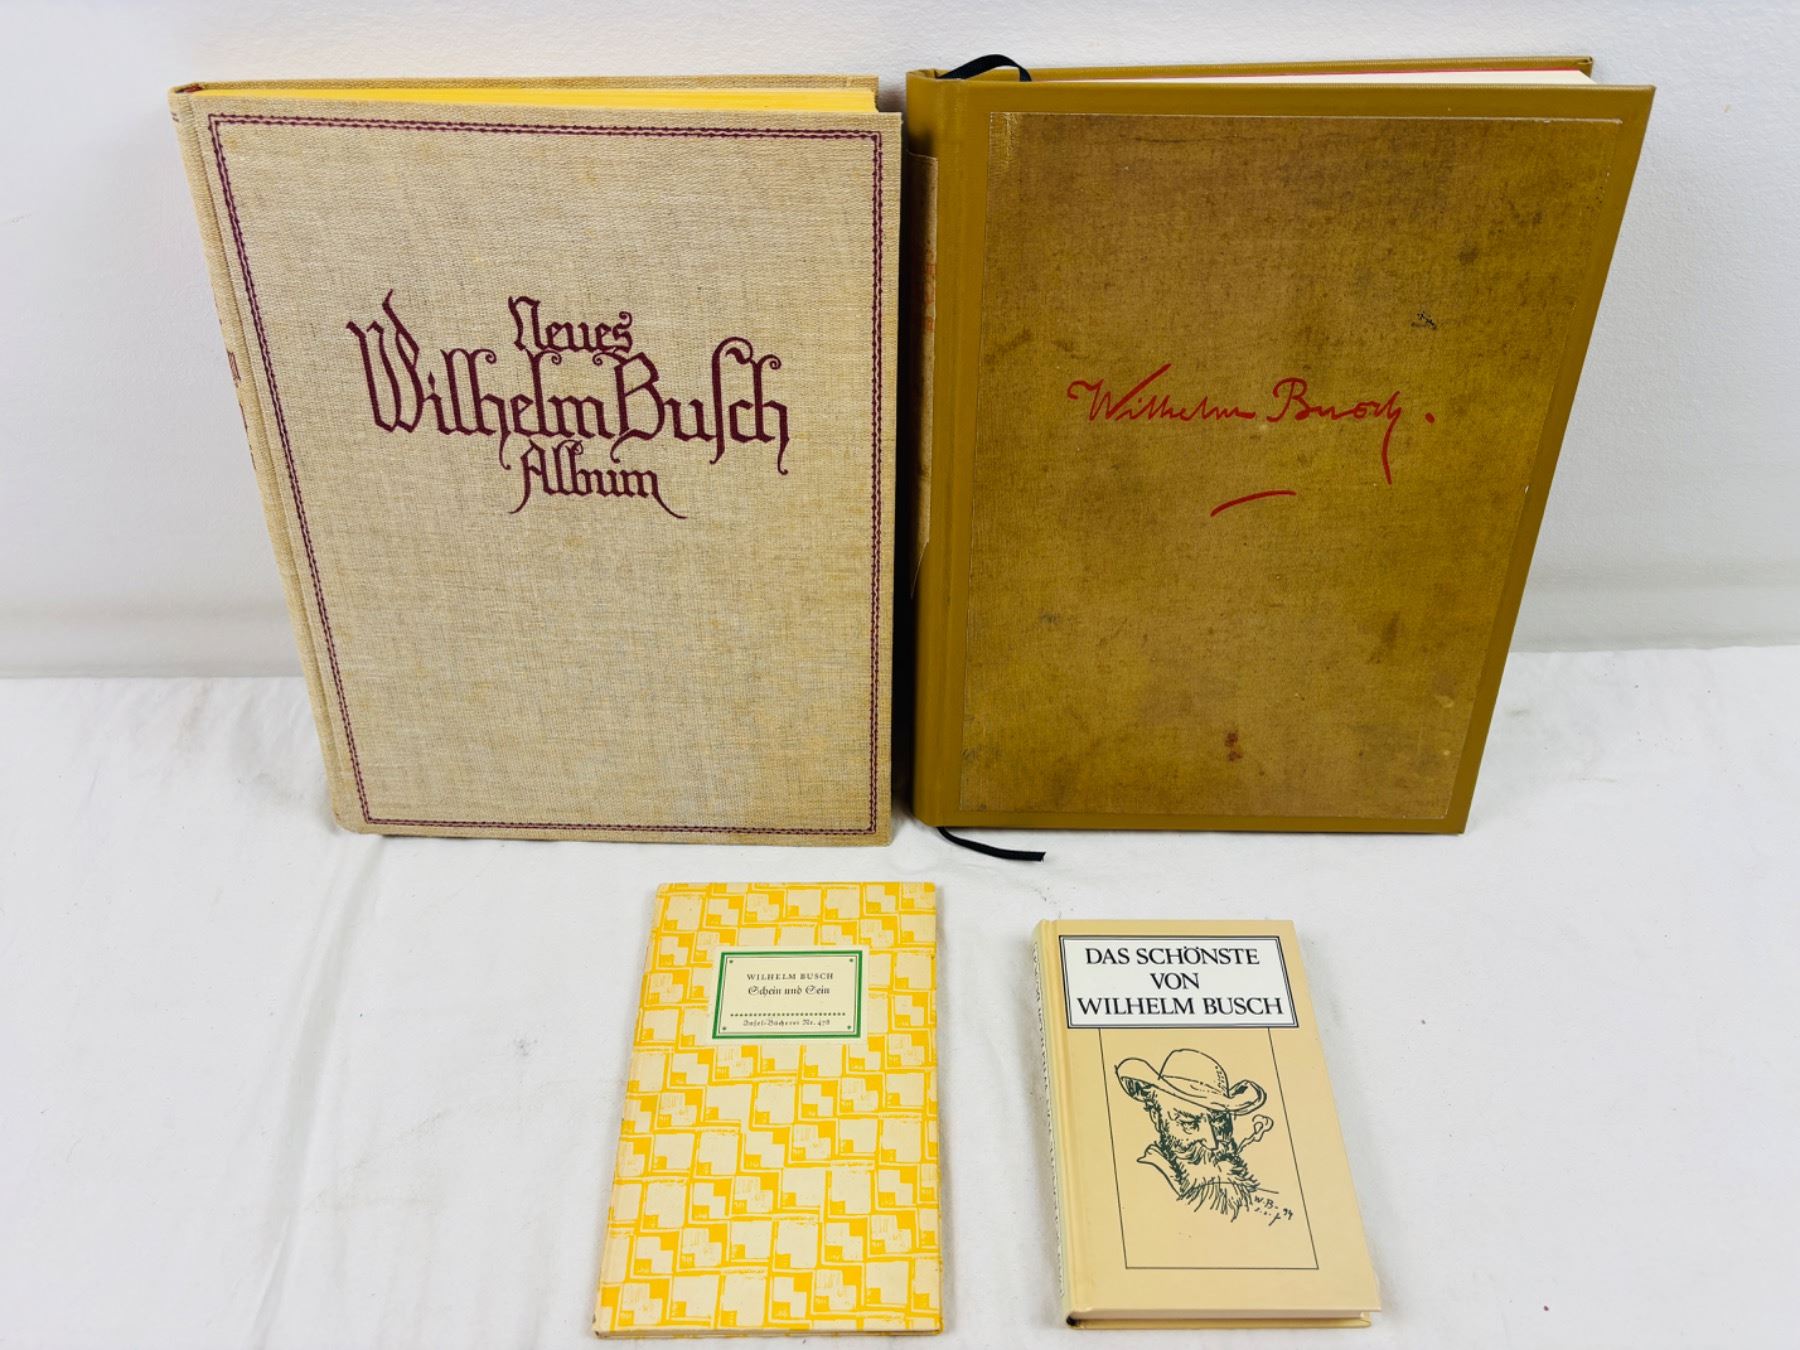 Neues
Wilhelm Busch
Album
Wilhelm Busch.
WILHELM BUSCH
Schein und Sein
Insel-Bücherei Nr. 478
DAS SCHÖNSTE
VON
WILHELM BUSCH
W.B. 94